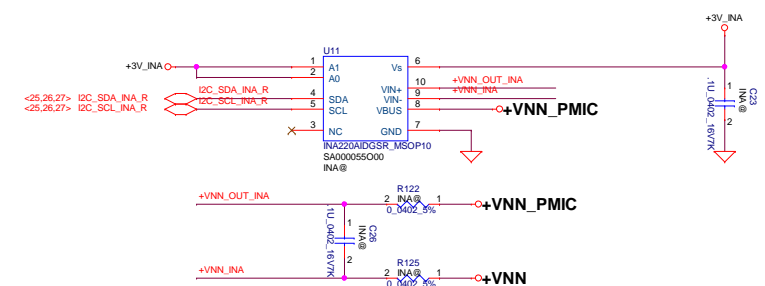 +3V_INA
U11
+3V_INA
1 A1 Vs 6
2 A0
<25,26,27> I2C_SDA_INA_R I2C_SDA_INA_R 4 SDA VIN+ 10 +VNN_OUT_INA
<25,26,27> I2C_SCL_INA_R I2C_SCL_INA_R 5 SCL VIN- 9 +VNN_INA
VBUS 8 +VNN_PMIC
3 NC GND 7
INA220AIDGSR_MSOP10
SA000055O00
INA@
1
2
C23
INA@
.1U_0402_16V7K
+VNN_OUT_INA
R122
2 INA@ 1
0_0402_5%
+VNN_PMIC
1
2
C26
INA@
.1U_0402_16V7K
+VNN_INA
R125
2 INA@ 1
0_0402_5%
+VNN